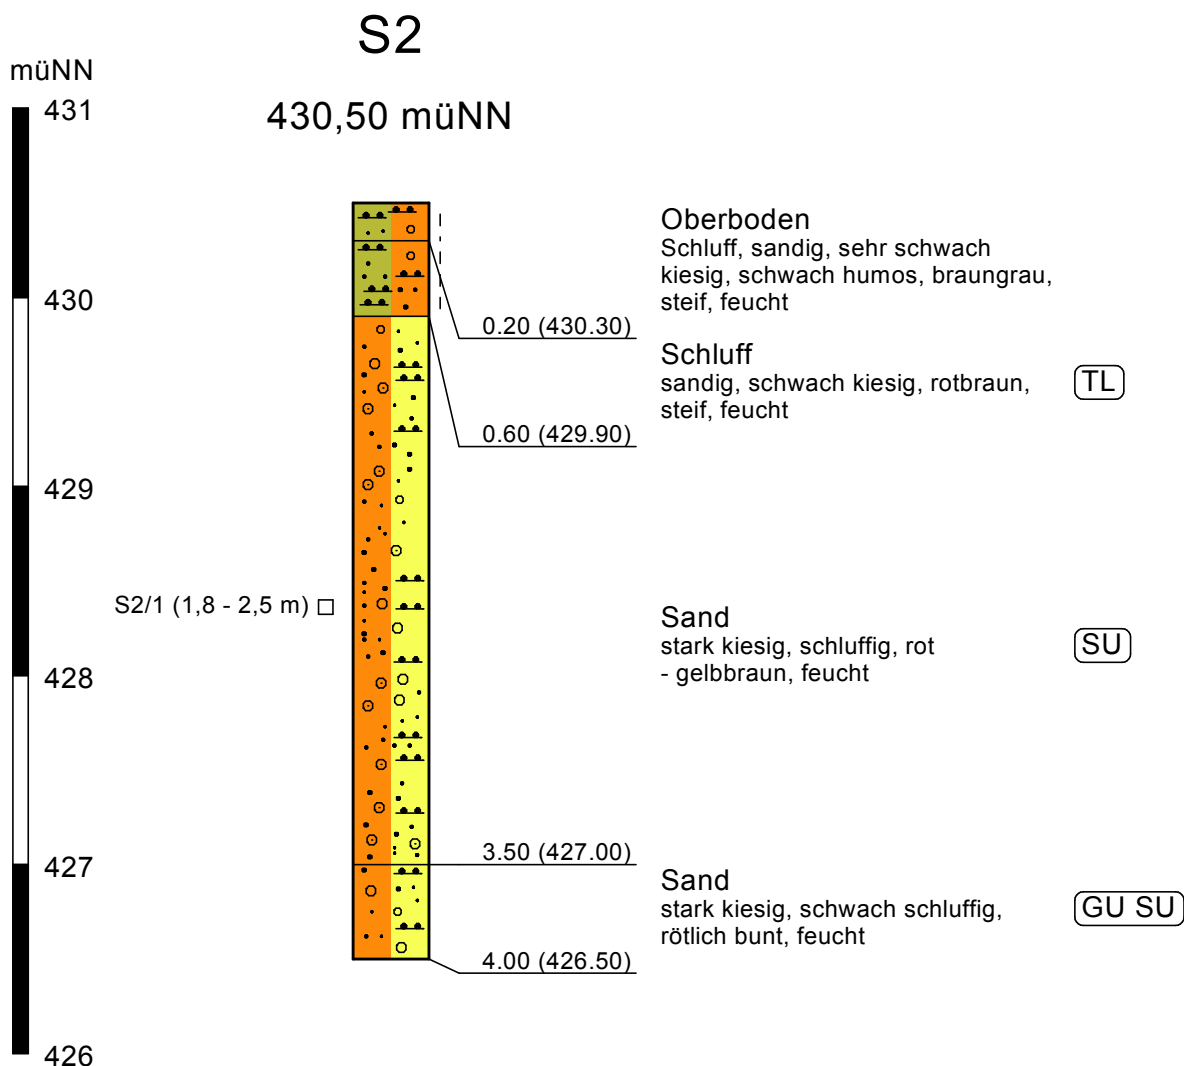 S2
müNN
430,50 müNN
431
430
429
428
427
426
Oberboden
Schluff, sandig, sehr schwach
kiesig, schwach humos, braungrau,
steif, feucht
0.20 (430.30)
Schluff
sandig, schwach kiesig, rotbraun,
steif, feucht
TL
0.60 (429.90)
S2/1 (1,8 - 2,5 m)
Sand
stark kiesig, schluffig, rot
- gelbbraun, feucht
SU
3.50 (427.00)
Sand
stark kiesig, schwach schluffig,
rötlich bunt, feucht
GU SU
4.00 (426.50)